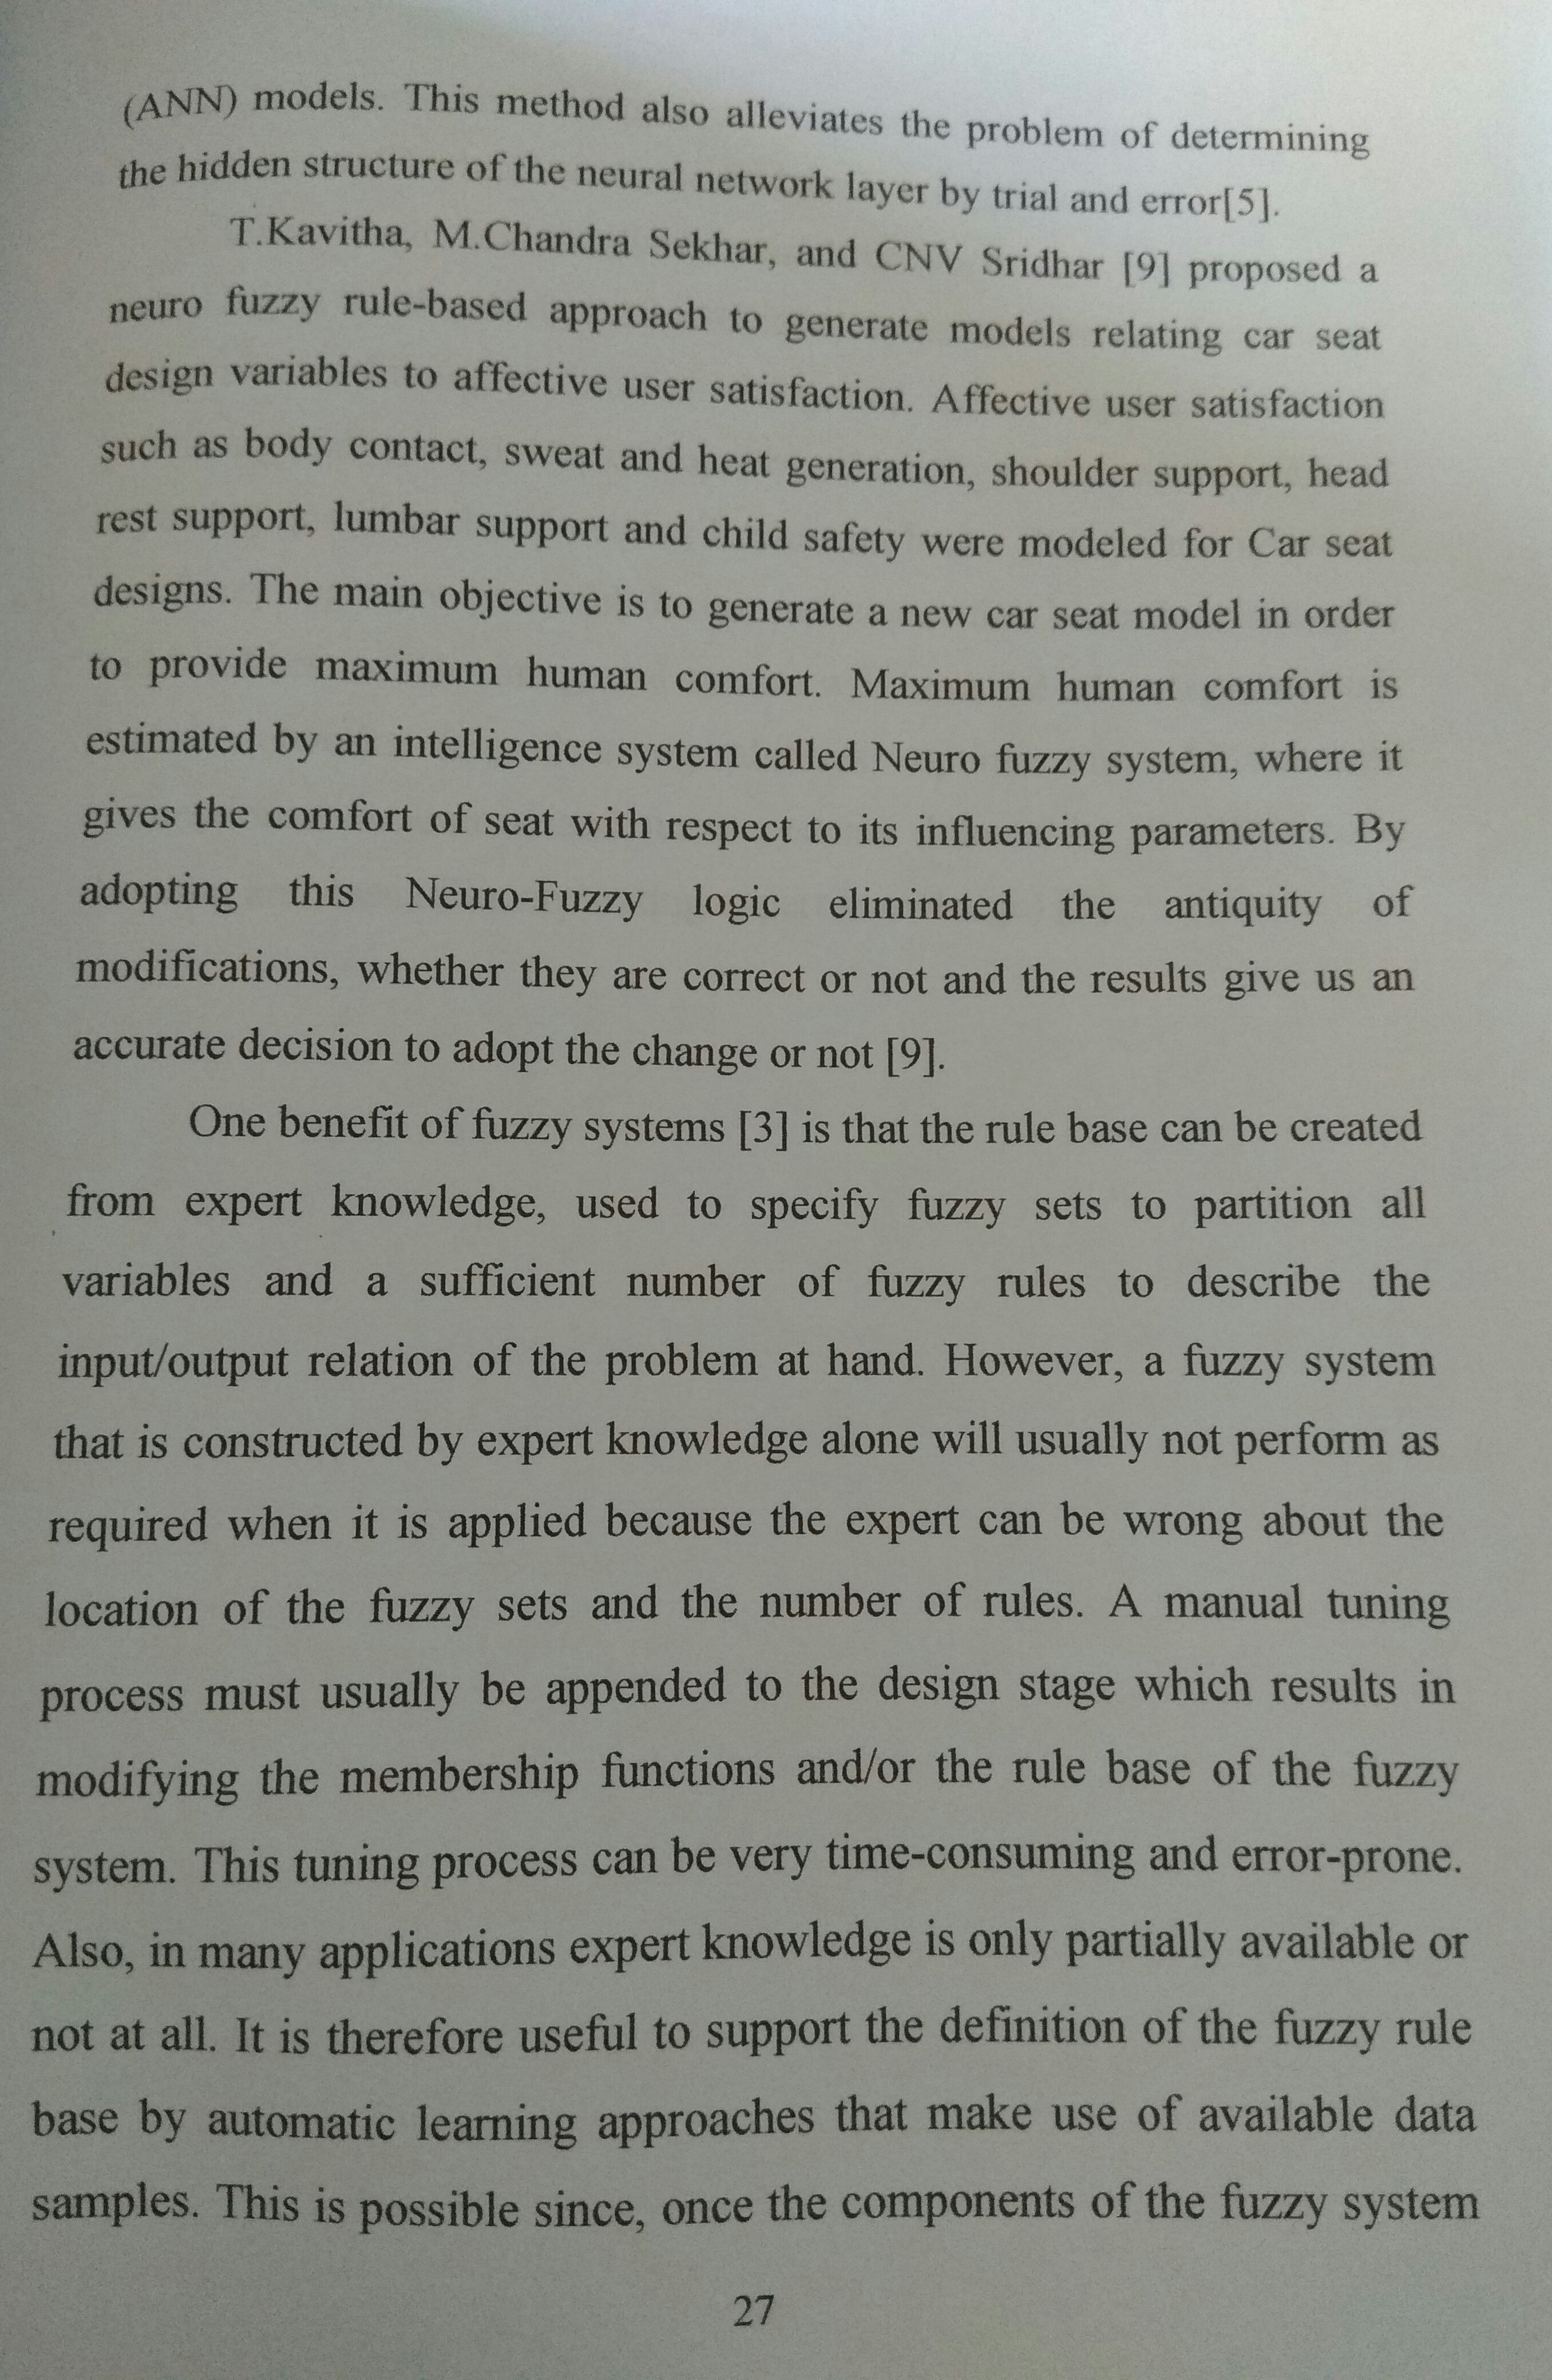 (ANN) models. This method also alleviates the problem of determining
the hidden structure of the neural network layer by trial and error[5].
T.Kavitha, M.Chandra Sekhar, and CNV Sridhar [9] proposed a
neuro fuzzy rule-based approach to generate models relating car seat
design variables to affective user satisfaction. Affective user satisfaction
such as body contact, sweat and heat generation, shoulder support, head
rest support, lumbar support and child safety were modeled for Car seat
designs. The main objective is to generate a new car seat model in order
to provide maximum human comfort. Maximum human comfort is
estimated by an intelligence system called Neuro fuzzy system, where it
gives the comfort of seat with respect to its influencing parameters. By
adopting this Neuro-Fuzzy logic eliminated the antiquity of
modifications, whether they are correct or not and the results give us an
accurate decision to adopt the change or not [9].
One benefit of fuzzy systems [3] is that the rule base can be created
from expert knowledge, used to specify fuzzy sets to partition all
variables and a sufficient number of fuzzy rules to describe the
input/output relation of the problem at hand. However, a fuzzy system
that is constructed by expert knowledge alone will usually not perform as
required when it is applied because the expert can be wrong about the
location of the fuzzy sets and the number of rules. A manual tuning
process must usually be appended to the design stage which results in
modifying the membership functions and/or the rule base of the fuzzy
system. This tuning process can be very time-consuming and error-prone.
Also, in many applications expert knowledge is only partially available or
not at all. It is therefore useful to support the definition of the fuzzy rule
base by automatic learning approaches that make use of available data
samples. This is possible since, once the components of the fuzzy system
27